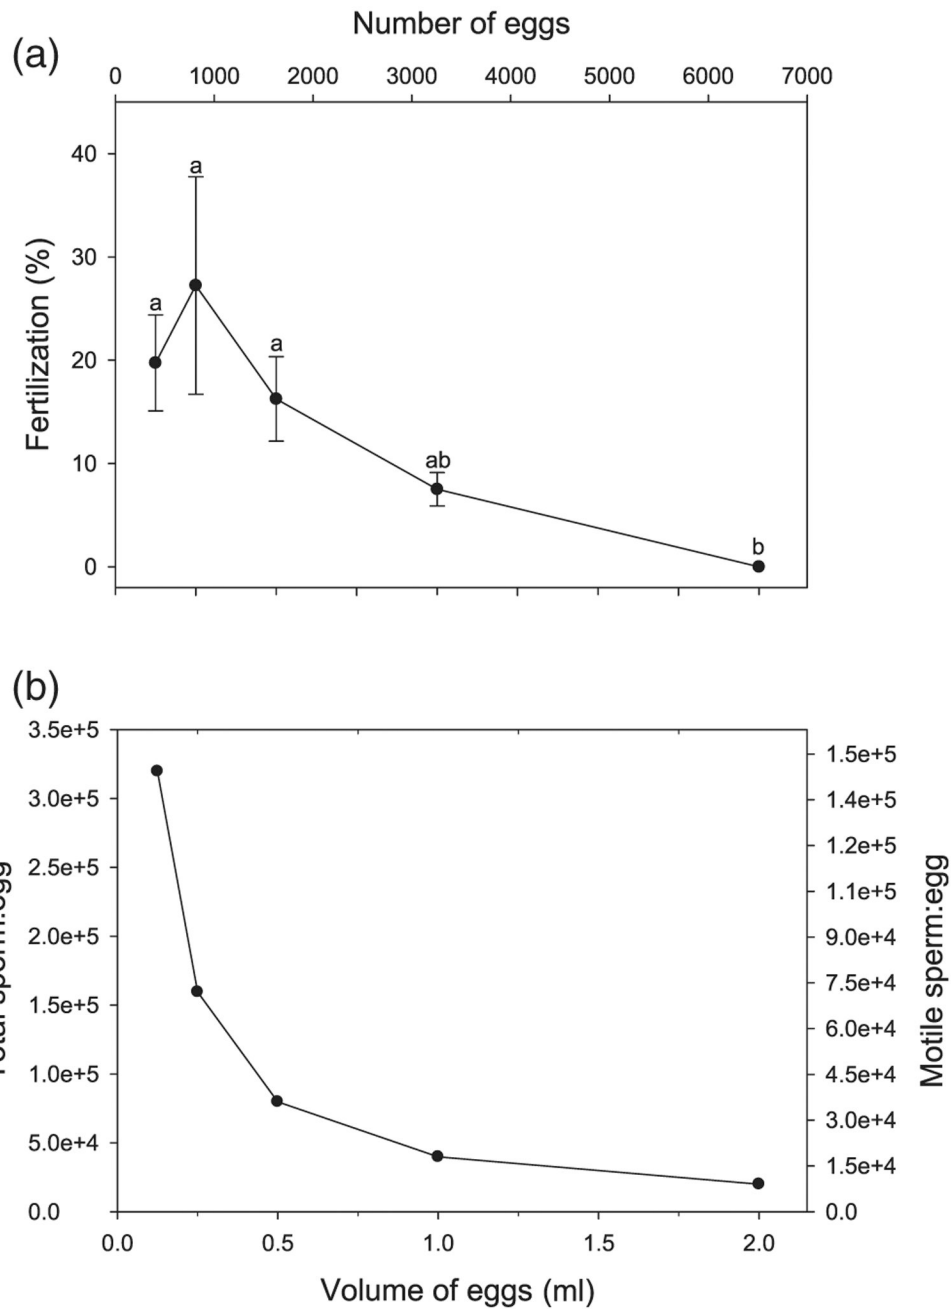 Number of eggs
(a)
0 1000 2000 3000 4000 5000 6000 7000
Fertilization (%)
40
30
20
10
0
a
a
a
ab
b
(b)
3.5e+5
3.0e+5
2.5e+5
2.0e+5
1.5e+5
1.0e+5
5.0e+4
0.0
1.5e+5
1.4e+5
1.2e+5
1.1e+5
9.0e+4
7.5e+4
6.0e+4
4.5e+4
3.0e+4
1.5e+4
0.0
Motile sperm:egg
0.0 0.5 1.0 1.5 2.0
Volume of eggs (ml)